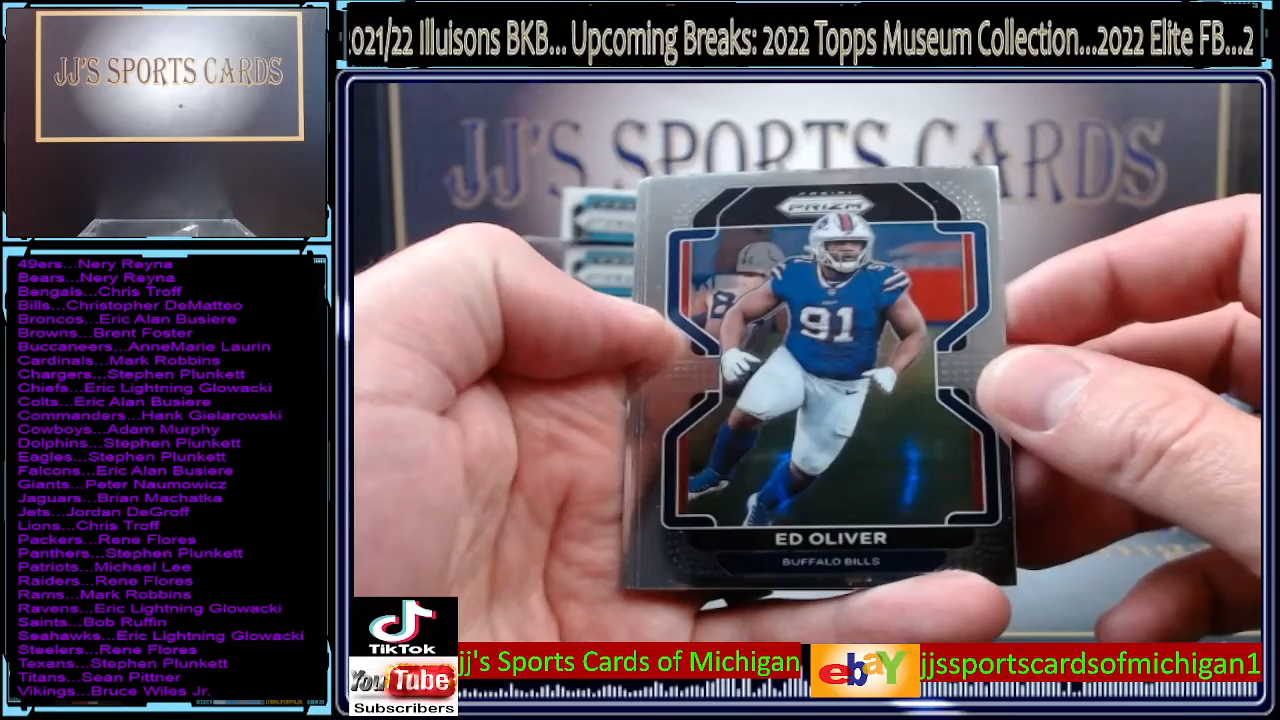 JJ'S SPORTS CARDS
.021/22 Illuisons BKB... Upcoming Breaks: 2022 Topps Museum Collection...2022 Elite FB...2
JJ'S SPORTS CARDS
PANINI
PRIZM
91
91
8
ED OLIVER
BUFFALO BILLS
49ers...Nery Reyna
Bears...Nery Reyna
Bengals...Chris Troff
Bills...Christopher DeMatteo
Broncos...Eric Alan Busiere
Browns...Brent Foster
Buccaneers...AnneMarie Laurin
Cardinals...Mark Robbins
Chargers...Stephen Plunkett
Chiefs...Eric Lightning Glowacki
Colts...Eric Alan Busiere
Commanders...Hank Gielarowski
Cowboys...Adam Murphy
Dolphins...Stephen Plunkett
Eagles...Stephen Plunkett
Falcons...Eric Alan Busiere
Giants...Peter Naumowicz
Jaguars...Brian Machatka
Jets...Jordan DeGroff
Lions...Chris Troff
Packers...Rene Flores
Panthers...Stephen Plunkett
Patriots...Michael Lee
Raiders...Rene Flores
Rams...Mark Robbins
Ravens...Eric Lightning Glowacki
Saints...Bob Ruffin
Seahawks...Eric Lightning Glowacki
Steelers...Rene Flores
Texans...Stephen Plunkett
Titans...Sean Pittner
Vikings...Bruce Wiles Jr.
TikTok
YouTube
Subscribers
jj's Sports Cards of Michigan
ebaY
jjssportscardsofmichigan1